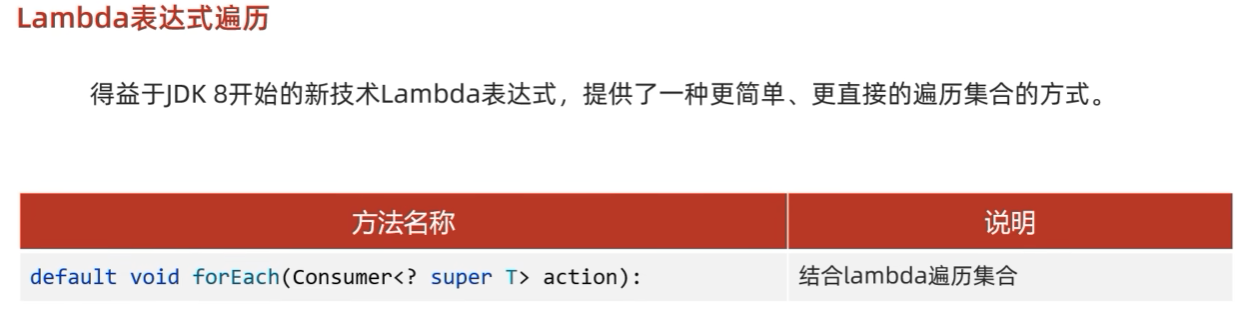 Lambda表达式遍历
得益于JDK 8开始的新技术Lambda表达式，提供了一种更简单、更直接的遍历集合的方式。
方法名称 说明
default void forEach(Consumer<? super T> action): 结合lambda遍历集合